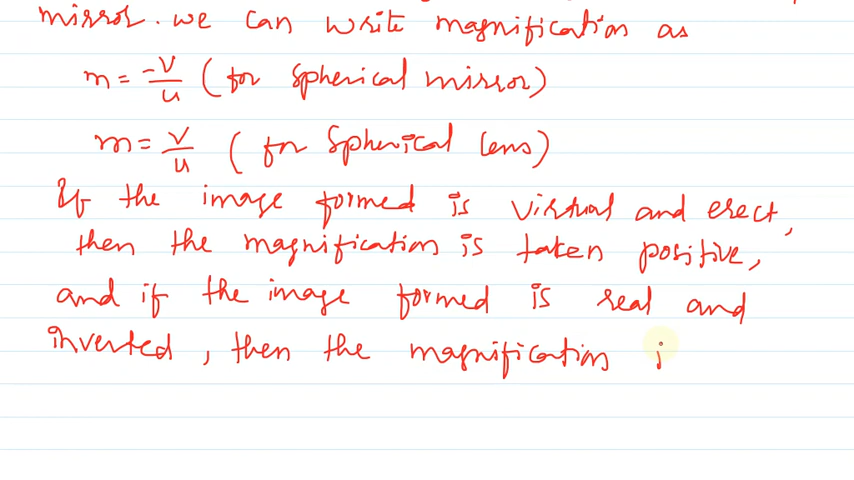 mirror. we can write magnification as
m = -v/u (for spherical mirror)
m = v/u (for spherical lens)
If the image formed is virtual and erect,
then the magnification is taken positive,
and if the image formed is real and
inverted, then the magnification i